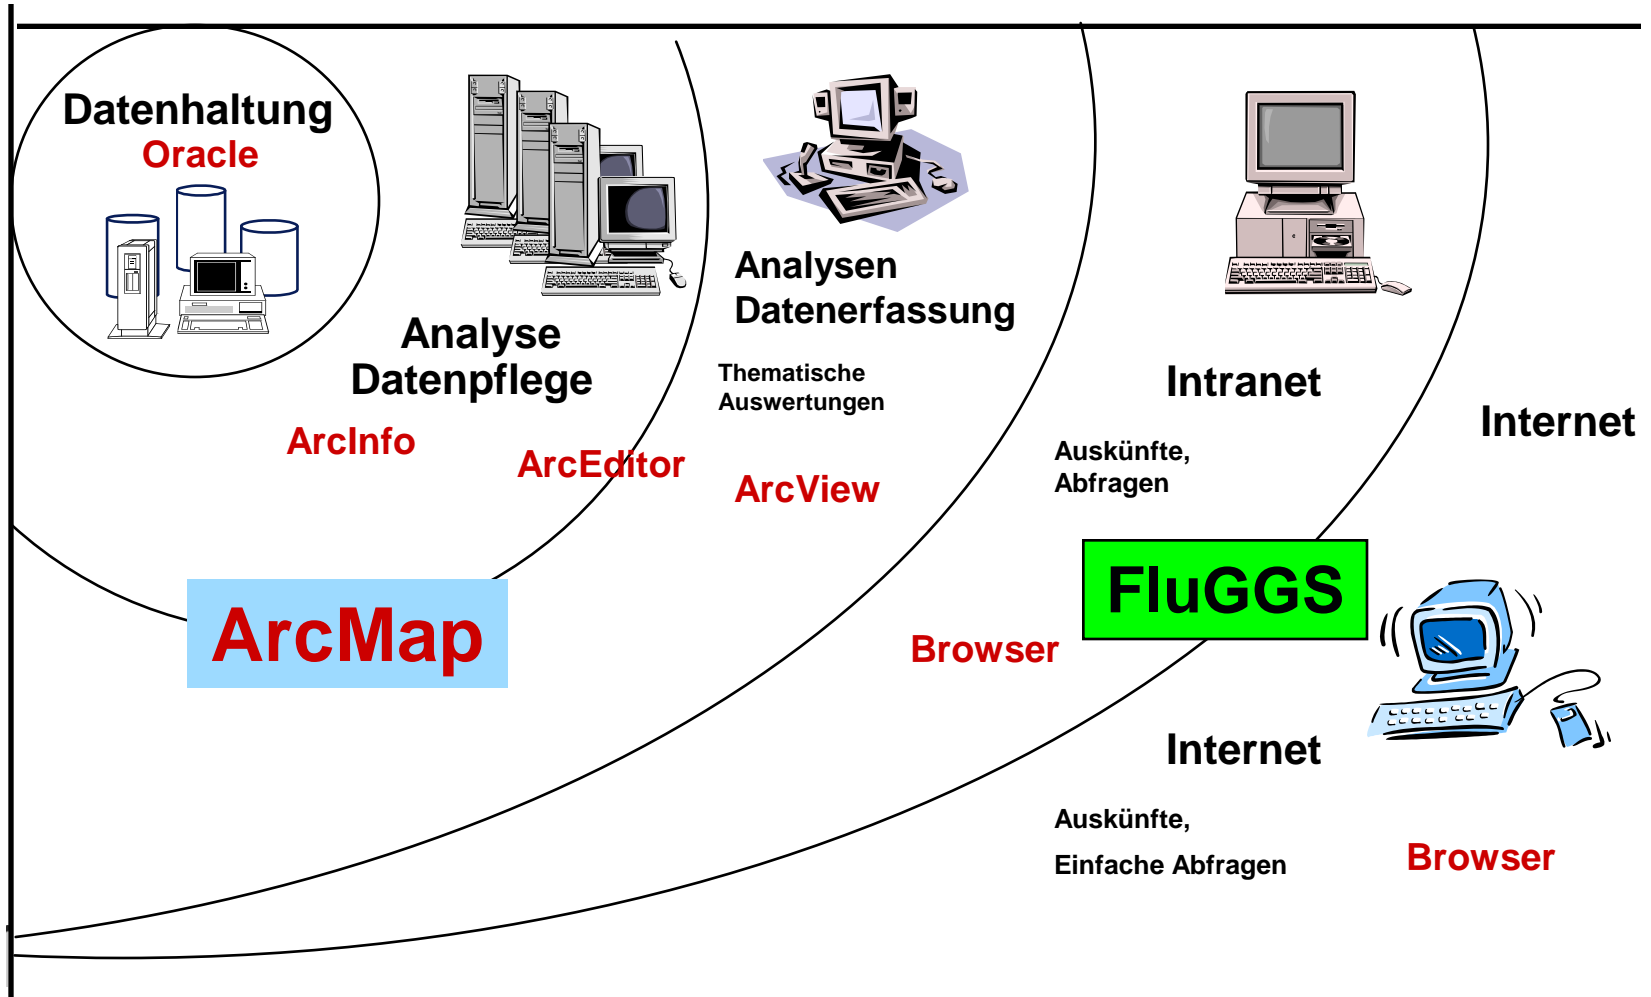 Datenhaltung
Oracle
Analyse
Datenpflege
ArcInfo
ArcEditor
ArcMap
Analysen
Datenerfassung
Thematische
Auswertungen
ArcView
Intranet
Auskünfte,
Abfragen
Browser
FluGGS
Internet
Internet
Auskünfte,
Einfache Abfragen
Browser